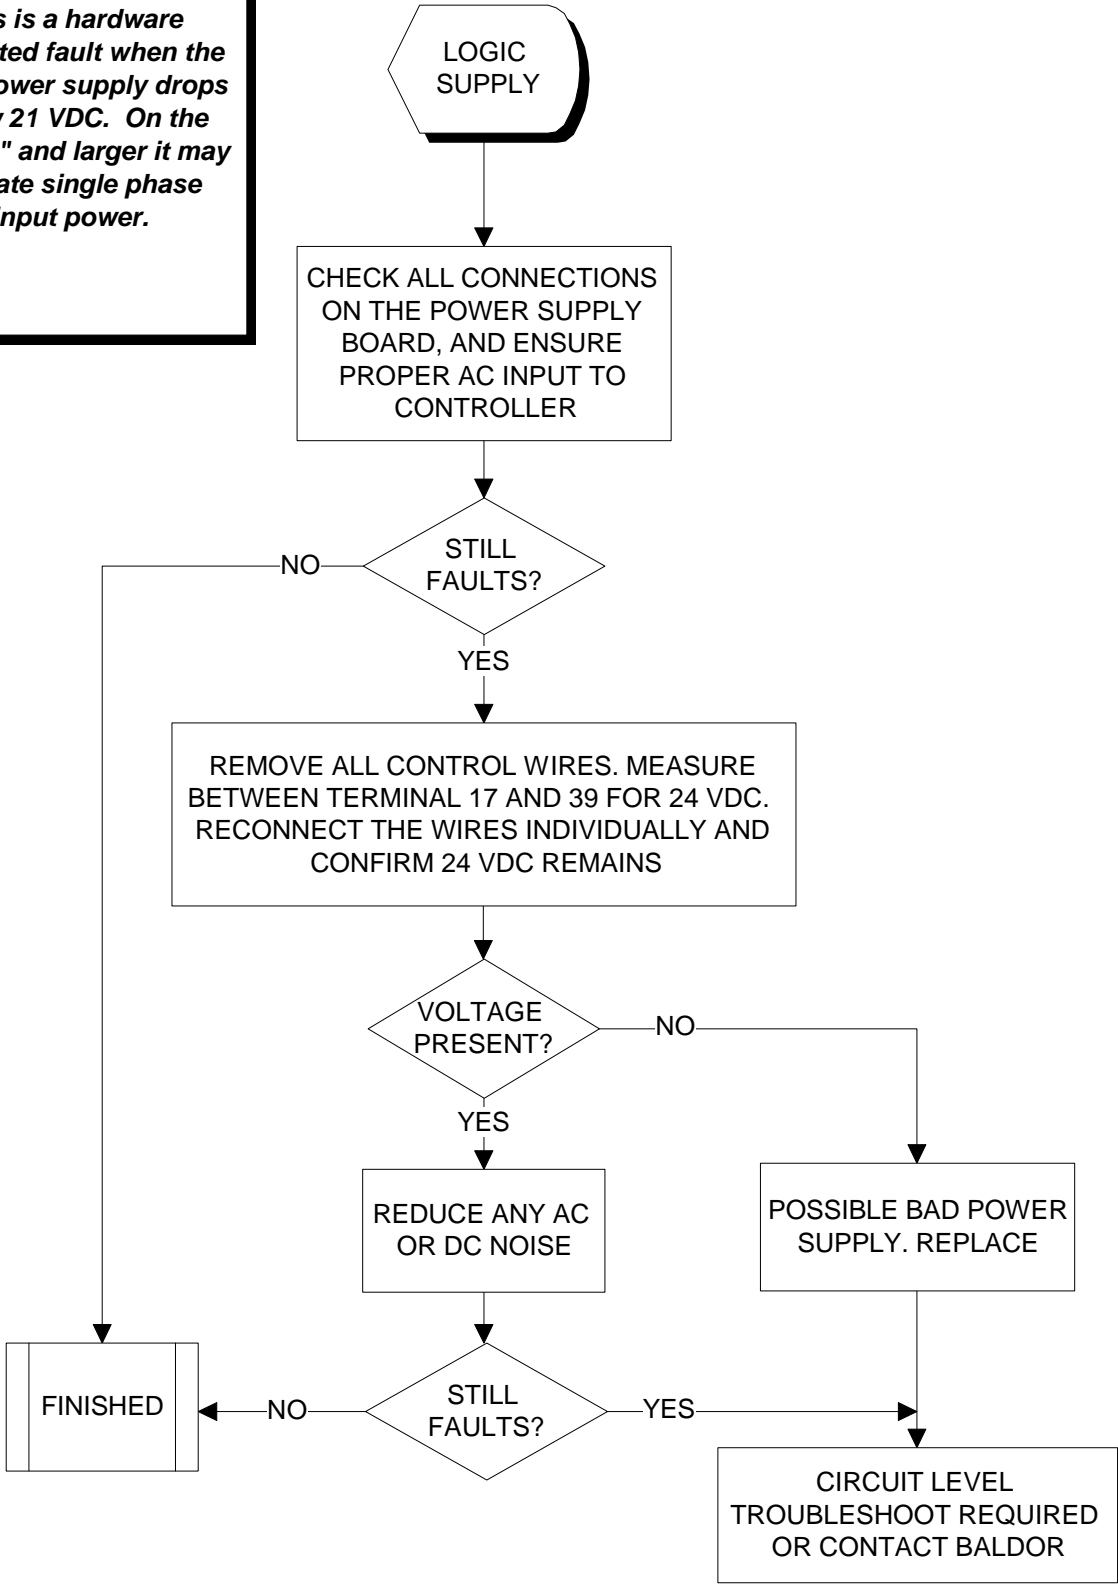 is a hardware
fault when the
supply drops
21 VDC. On the
" and larger it may
single phase
input power.
LOGIC
SUPPLY
CHECK ALL CONNECTIONS
ON THE POWER SUPPLY
BOARD, AND ENSURE
PROPER AC INPUT TO
CONTROLLER
STILL
FAULTS?
NO
YES
REMOVE ALL CONTROL WIRES. MEASURE
BETWEEN TERMINAL 17 AND 39 FOR 24 VDC.
RECONNECT THE WIRES INDIVIDUALLY AND
CONFIRM 24 VDC REMAINS
VOLTAGE
PRESENT?
NO
YES
REDUCE ANY AC
OR DC NOISE
POSSIBLE BAD POWER
SUPPLY. REPLACE
FINISHED
NO
STILL
FAULTS?
YES
CIRCUIT LEVEL
TROUBLESHOOT REQUIRED
OR CONTACT BALDOR